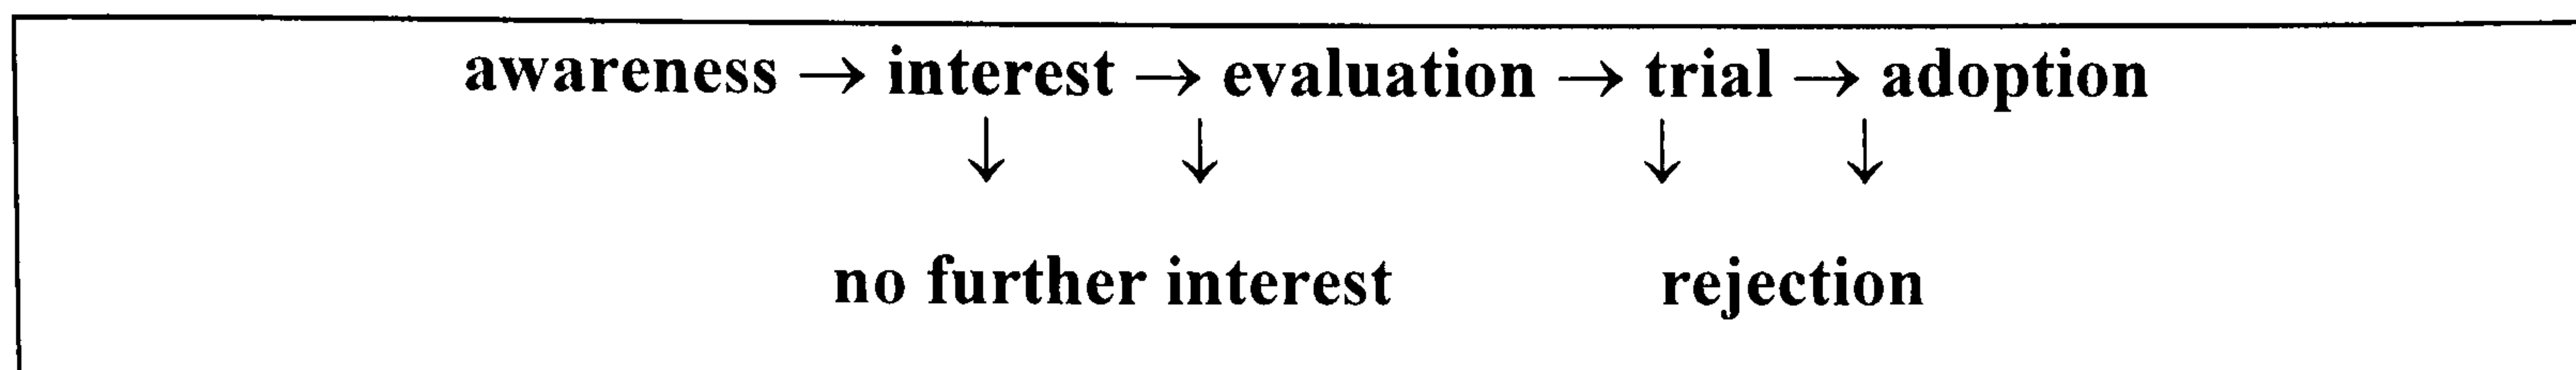 awareness → interest → evaluation → trial → adoption
↓ ↓ ↓ ↓
no further interest rejection